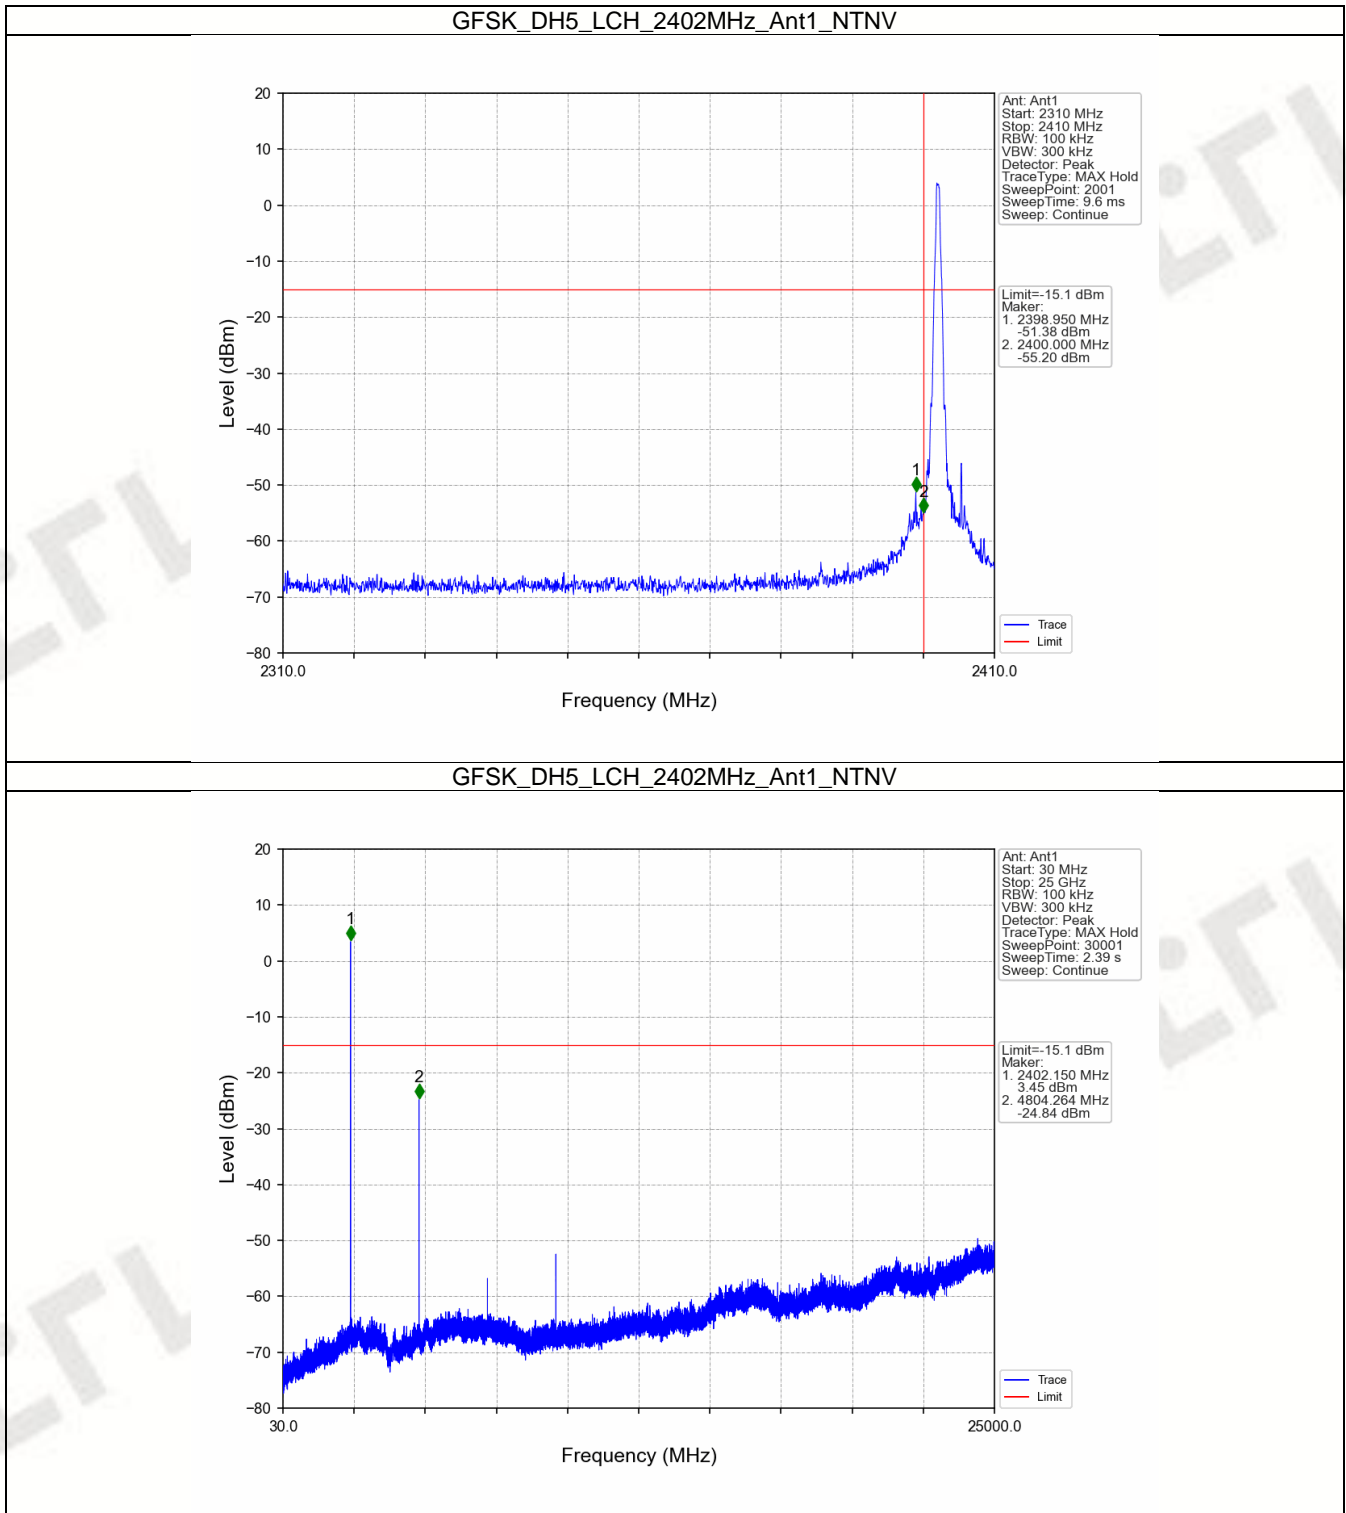 GFSK_DH5_LCH_2402MHz_Ant1_NTNV
20
10
0
−10
−20
−30
−40
−50
−60
−70
−80
Level (dBm)
1
2
2310.0
2410.0
Frequency (MHz)
Ant: Ant1
Start: 2310 MHz
Stop: 2410 MHz
RBW: 100 kHz
VBW: 300 kHz
Detector: Peak
TraceType: MAX Hold
SweepPoint: 2001
SweepTime: 9.6 ms
Sweep: Continue
Limit=-15.1 dBm
Maker:
1. 2398.950 MHz
-51.38 dBm
2. 2400.000 MHz
-55.20 dBm
Trace
Limit
GFSK_DH5_LCH_2402MHz_Ant1_NTNV
20
10
0
−10
−20
−30
−40
−50
−60
−70
−80
Level (dBm)
1
2
30.0
25000.0
Frequency (MHz)
Ant: Ant1
Start: 30 MHz
Stop: 25 GHz
RBW: 100 kHz
VBW: 300 kHz
Detector: Peak
TraceType: MAX Hold
SweepPoint: 30001
SweepTime: 2.39 s
Sweep: Continue
Limit=-15.1 dBm
Maker:
1. 2402.150 MHz
3.45 dBm
2. 4804.264 MHz
-24.84 dBm
Trace
Limit